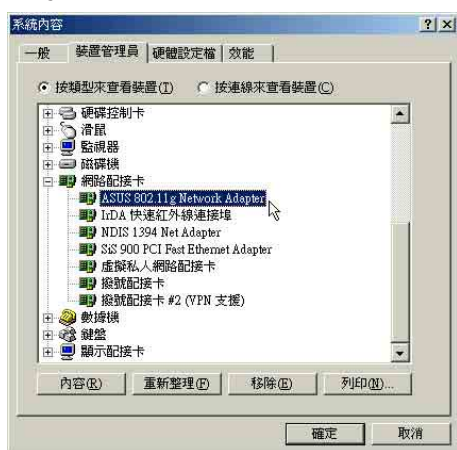 系統內容
一般 裝置管理員 硬體設定檔 效能
按類型來查看裝置(I) 按連線來查看裝置(C)
硬碟控制卡
滑鼠
監視器
磁碟機
網路配接卡
ASUS 802.11g Network Adapter
IrDA 快速紅外線連接埠
NDIS 1394 Net Adapter
SiS 900 PCI Fast Ethernet Adapter
虛擬私人網路配接卡
撥號配接卡
撥號配接卡 #2 (VPN 支援)
數據機
鍵盤
顯示配接卡
內容(R) 重新整理(F) 移除(E) 列印(N)...
確定 取消